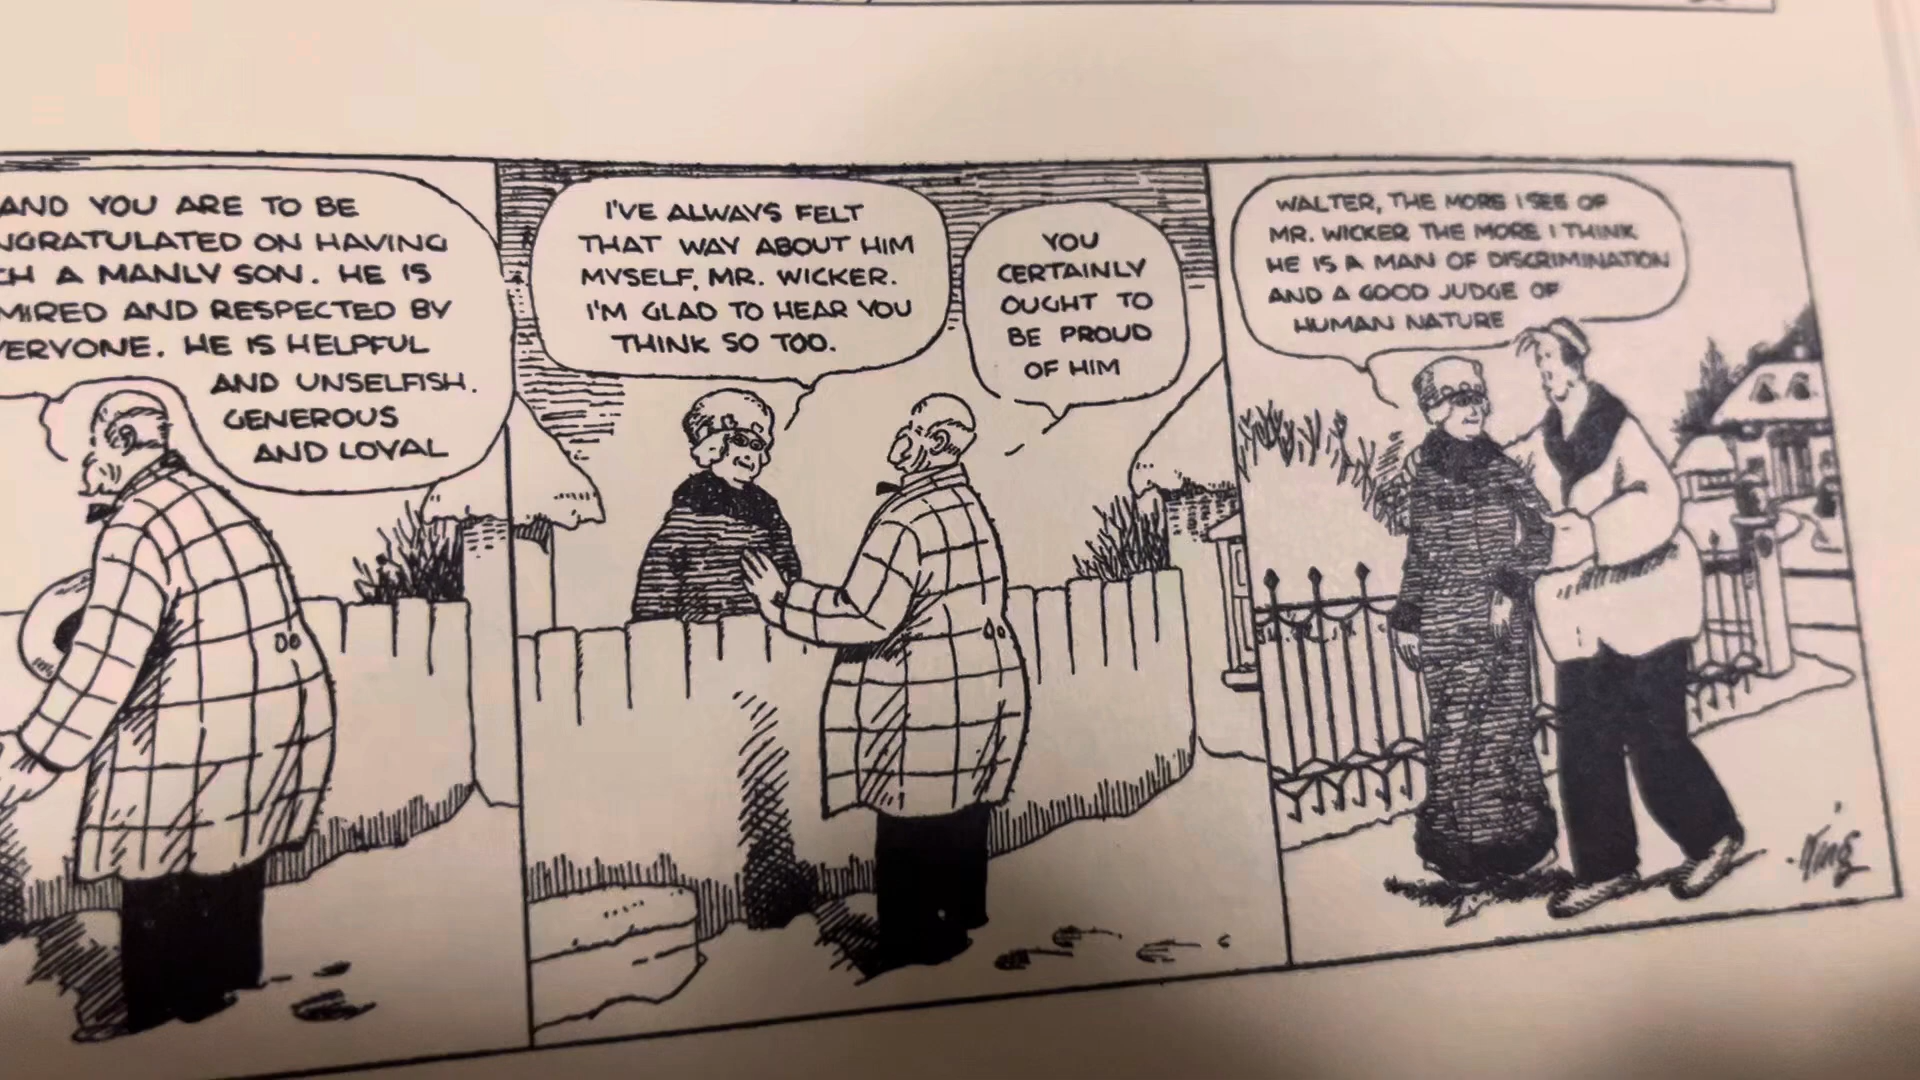 AND YOU ARE TO BE
NGRATULATED ON HAVING
CH A MANLY SON. HE IS
MIRED AND RESPECTED BY
VERYONE. HE IS HELPFUL
AND UNSELFISH.
GENEROUS
AND LOYAL
I'VE ALWAYS FELT
THAT WAY ABOUT HIM
MYSELF, MR. WICKER.
I'M GLAD TO HEAR YOU
THINK SO TOO.
YOU
CERTAINLY
OUGHT TO
BE PROUD
OF HIM
WALTER, THE MORE I SEE OF
MR. WICKER THE MORE I THINK
HE IS A MAN OF DISCRIMINATION
AND A GOOD JUDGE OF
HUMAN NATURE
King